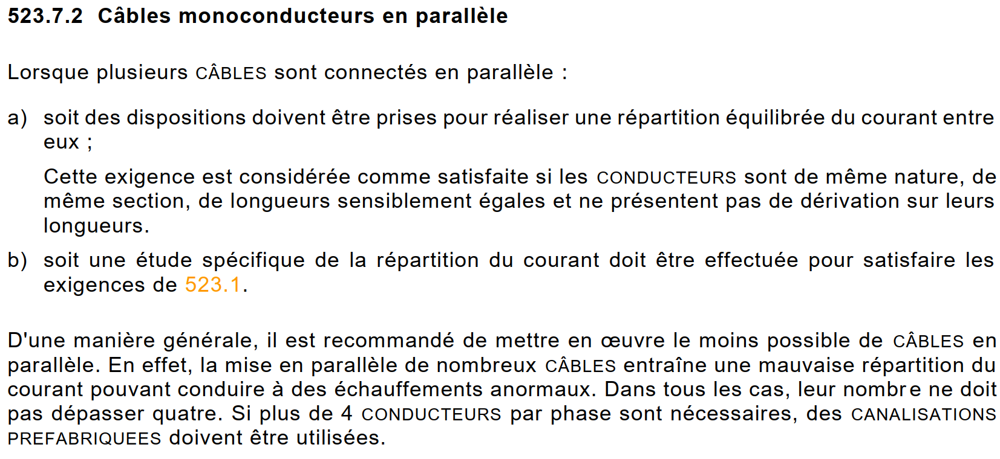 523.7.2 Câbles monoconducteurs en parallèle
Lorsque plusieurs CÂBLES sont connectés en parallèle :
a) soit des dispositions doivent être prises pour réaliser une répartition équilibrée du courant entre
eux ;
Cette exigence est considérée comme satisfaite si les CONDUCTEURS sont de même nature, de
même section, de longueurs sensiblement égales et ne présentent pas de dérivation sur leurs
longueurs.
b) soit une étude spécifique de la répartition du courant doit être effectuée pour satisfaire les
exigences de 523.1.
D'une manière générale, il est recommandé de mettre en œuvre le moins possible de CÂBLES en
parallèle. En effet, la mise en parallèle de nombreux CÂBLES entraîne une mauvaise répartition du
courant pouvant conduire à des échauffements anormaux. Dans tous les cas, leur nombre ne doit
pas dépasser quatre. Si plus de 4 CONDUCTEURS par phase sont nécessaires, des CANALISATIONS
PREFABRIQUEES doivent être utilisées.